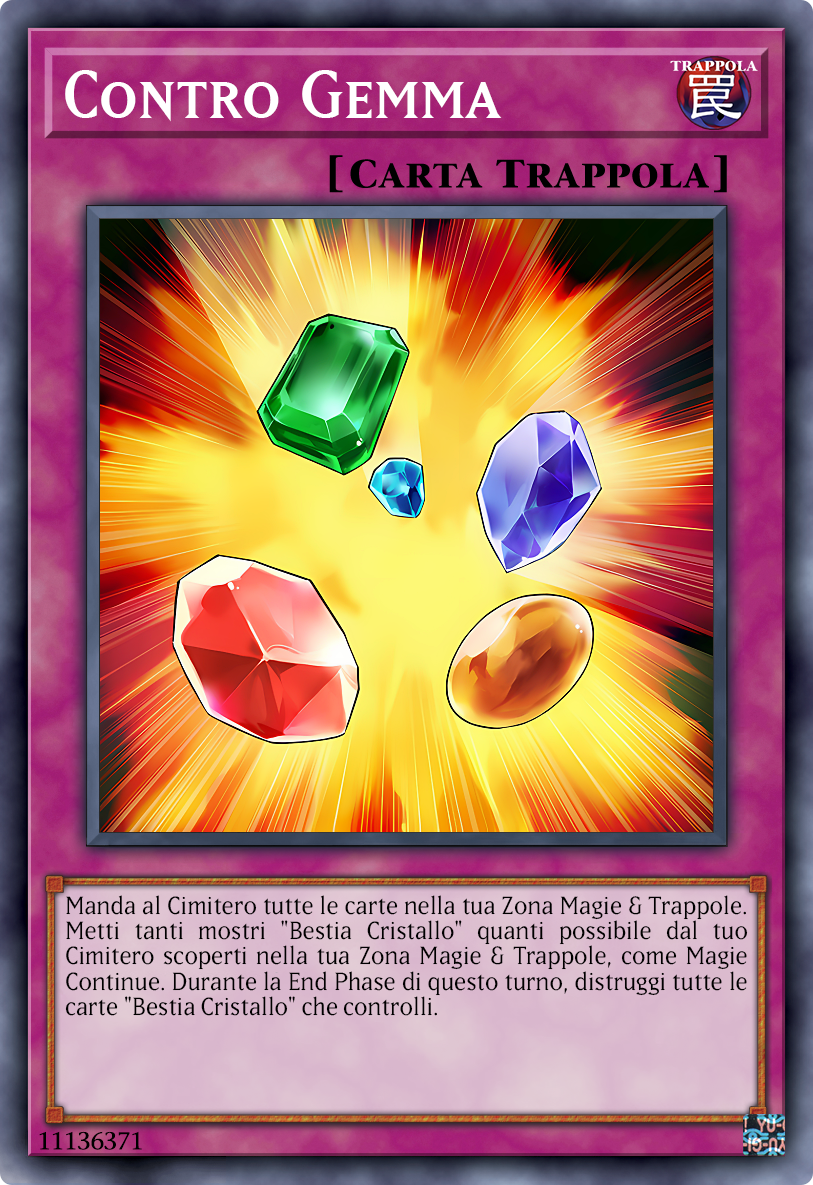 Contro Gemma
TRAPPOLA
罠
[Carta Trappola]
Manda al Cimitero tutte le carte nella tua Zona Magie & Trappole.
Metti tanti mostri "Bestia Cristallo" quanti possibile dal tuo
Cimitero scoperti nella tua Zona Magie & Trappole, come Magie
Continue. Durante la End Phase di questo turno, distruggi tutte le
carte "Bestia Cristallo" che controlli.
11136371